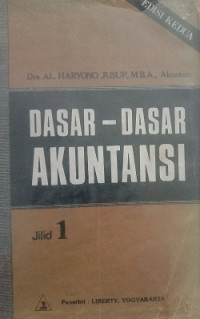 EDISI KEDUA
Drs. AL. HARYONO JUSUP, M.B.A., Akuntan
DASAR - DASAR
AKUNTANSI
Jilid 1
Penerbit : LIBERTY, YOGYAKARTA